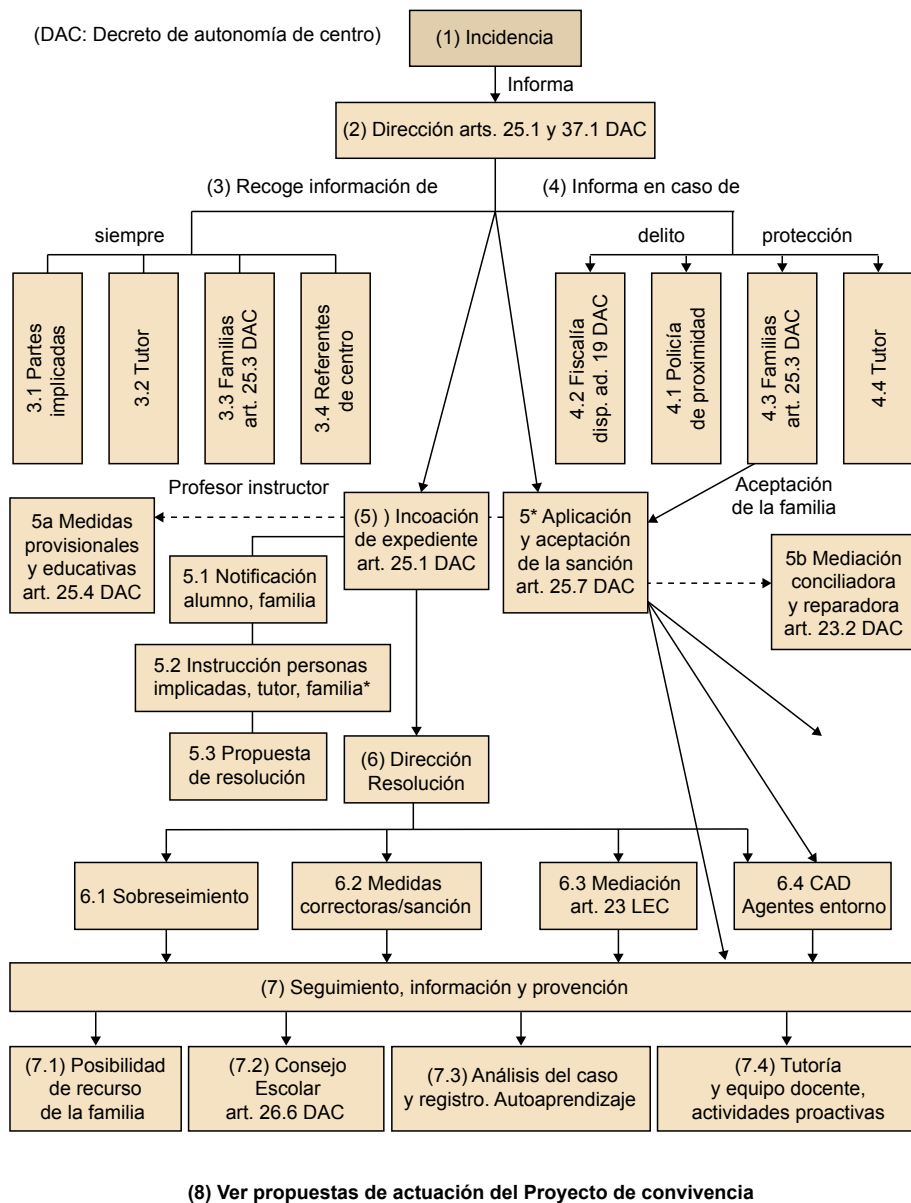 (DAC: Decreto de autonomía de centro)
(1) Incidencia
Informa
(2) Dirección arts. 25.1 y 37.1 DAC
(3) Recoge información de
(4) Informa en caso de
siempre
delito
protección
3.1 Partes
implicadas
3.2 Tutor
3.3 Familias
art. 25.3 DAC
3.4 Referentes
de centro
4.2 Fiscalía
disp. ad. 19 DAC
4.1 Policía
de proximidad
4.3 Familias
art. 25.3 DAC
4.4 Tutor
Profesor instructor
Aceptación
de la familia
5a Medidas
provisionales
y educativas
art. 25.4 DAC
(5) ) Incoación
de expediente
art. 25.1 DAC
5* Aplicación
y aceptación
de la sanción
art. 25.7 DAC
5b Mediación
conciliadora
y reparadora
art. 23.2 DAC
5.1 Notificación
alumno, familia
5.2 Instrucción personas
implicadas, tutor, familia*
5.3 Propuesta
de resolución
(6) Dirección
Resolución
6.1 Sobreseimiento
6.2 Medidas
correctoras/sanción
6.3 Mediación
art. 23 LEC
6.4 CAD
Agentes entorno
(7) Seguimiento, información y provención
(7.1) Posibilidad
de recurso
de la familia
(7.2) Consejo
Escolar
art. 26.6 DAC
(7.3) Análisis del caso
y registro. Autoaprendizaje
(7.4) Tutoría
y equipo docente,
actividades proactivas
(8) Ver propuestas de actuación del Proyecto de convivencia